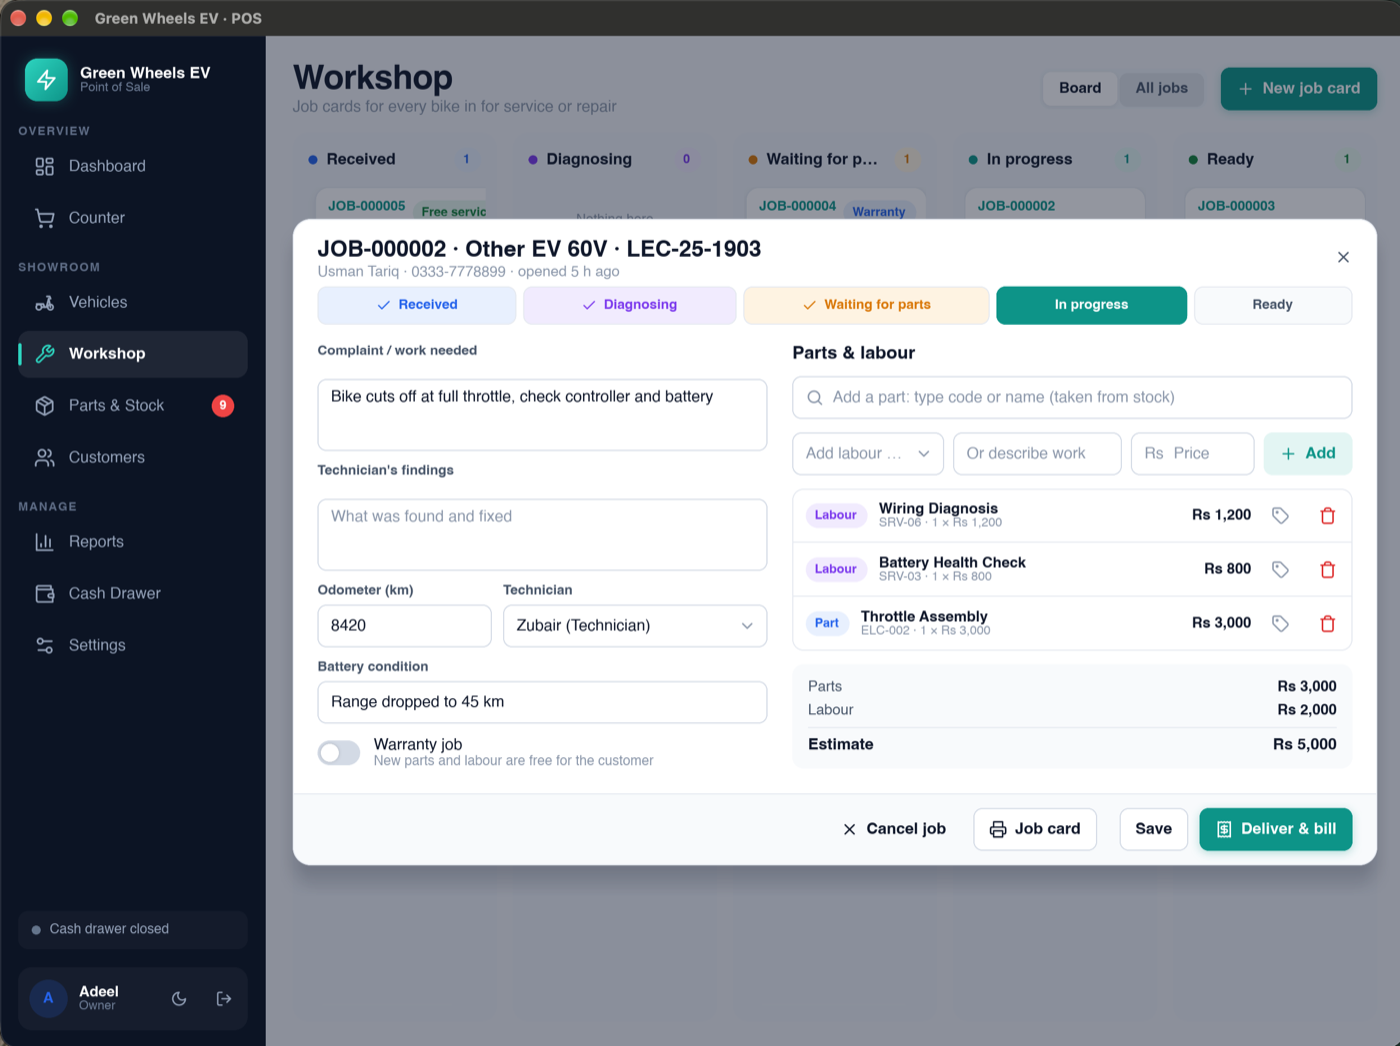 Green Wheels EV · POS
Green Wheels EV
Point of Sale
OVERVIEW
Dashboard
Counter
SHOWROOM
Vehicles
Workshop
Parts & Stock
9
Customers
MANAGE
Reports
Cash Drawer
Settings
Cash drawer closed
A
Adeel
Owner
Workshop
Job cards for every bike in for service or repair
Board
All jobs
New job card
Received 1
Diagnosing 0
Waiting for p... 1
In progress 1
Ready 1
JOB-000005
Free servic
Nothing here
JOB-000004
Warranty
JOB-000002
JOB-000003
JOB-000002 · Other EV 60V · LEC-25-1903
Usman Tariq · 0333-7778899 · opened 5 h ago
Received
Diagnosing
Waiting for parts
In progress
Ready
Complaint / work needed
Bike cuts off at full throttle, check controller and battery
Technician's findings
What was found and fixed
Odometer (km)
8420
Technician
Zubair (Technician)
Battery condition
Range dropped to 45 km
Warranty job
New parts and labour are free for the customer
Parts & labour
Add a part: type code or name (taken from stock)
Add labour ...
Or describe work
Rs Price
Add
Labour
Wiring Diagnosis
SRV-06 · 1 × Rs 1,200
Rs 1,200
Labour
Battery Health Check
SRV-03 · 1 × Rs 800
Rs 800
Part
Throttle Assembly
ELC-002 · 1 × Rs 3,000
Rs 3,000
Parts Rs 3,000
Labour Rs 2,000
Estimate Rs 5,000
Cancel job
Job card
Save
Deliver & bill